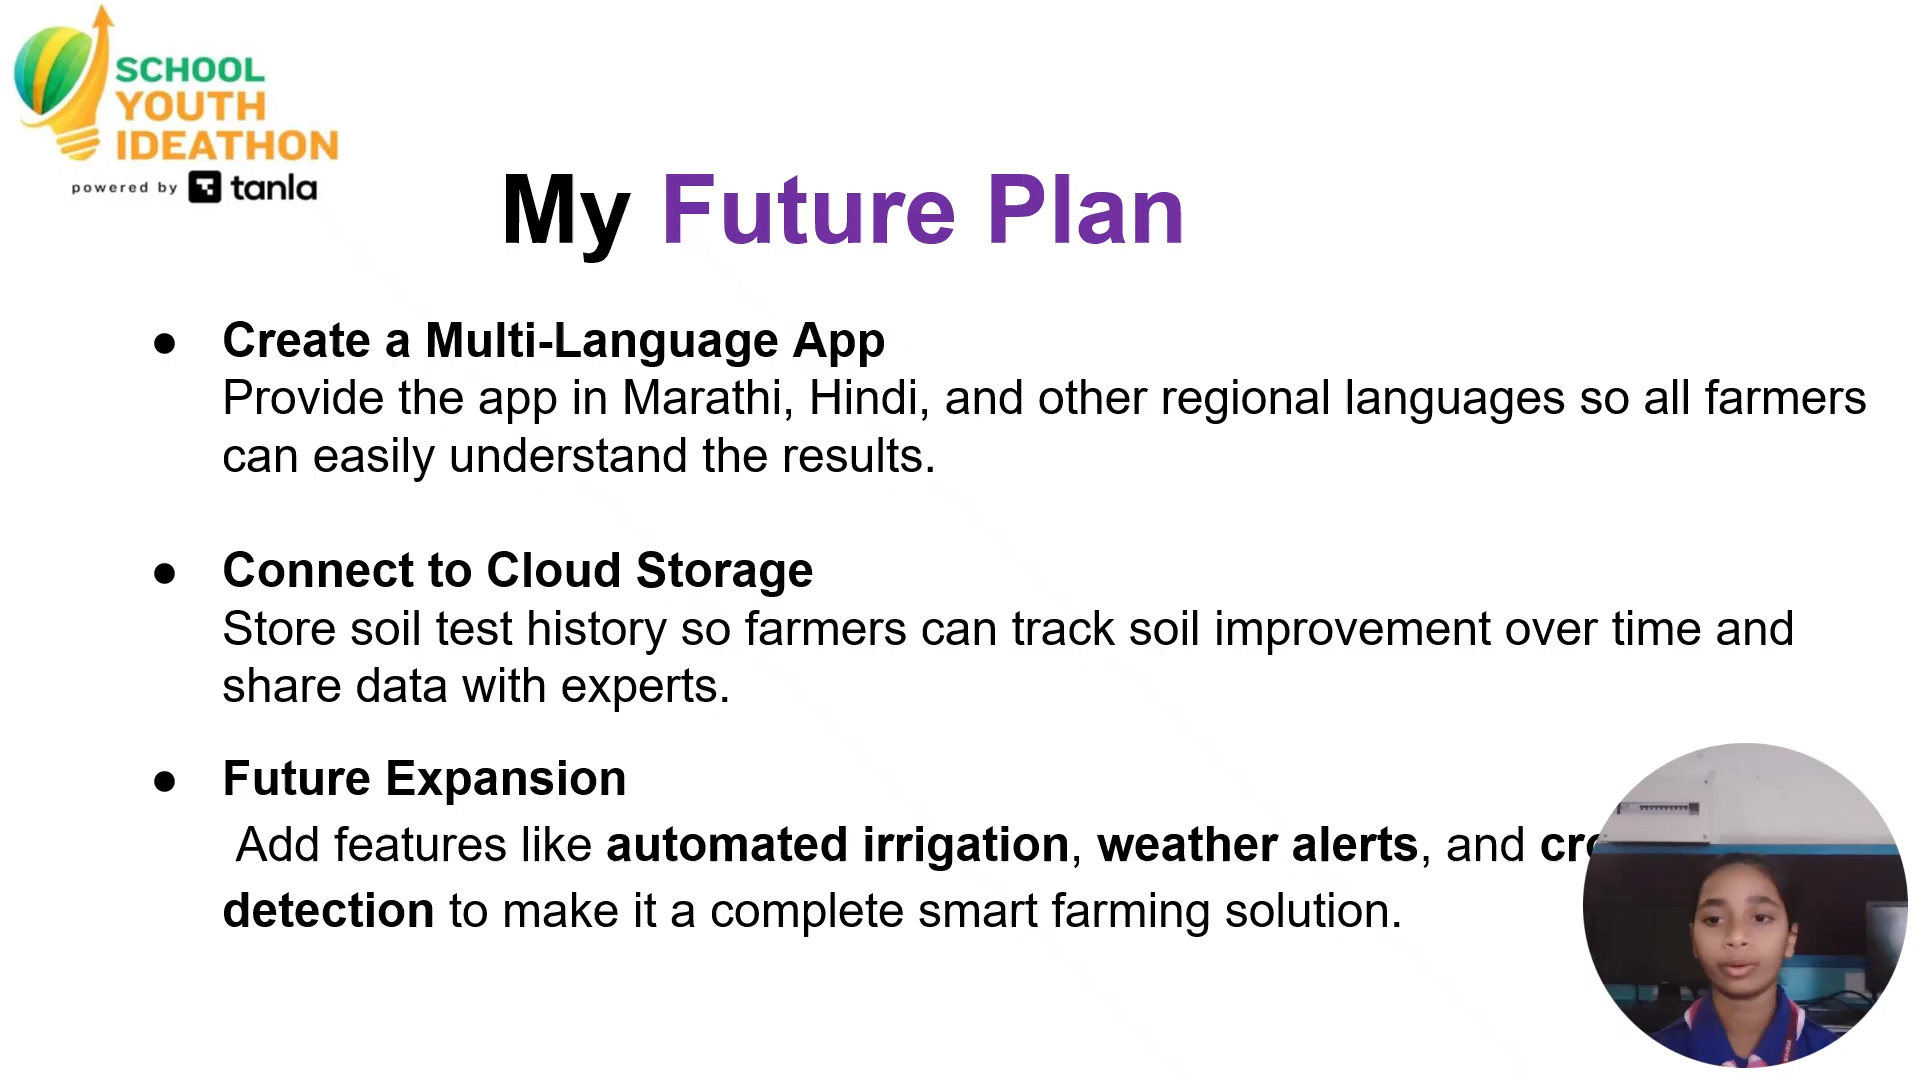 SCHOOL
YOUTH
IDEATHON
powered by tanla
My Future Plan
● Create a Multi-Language App
Provide the app in Marathi, Hindi, and other regional languages so all farmers
can easily understand the results.
● Connect to Cloud Storage
Store soil test history so farmers can track soil improvement over time and
share data with experts.
● Future Expansion
Add features like automated irrigation, weather alerts, and
detection to make it a complete smart farming solution.